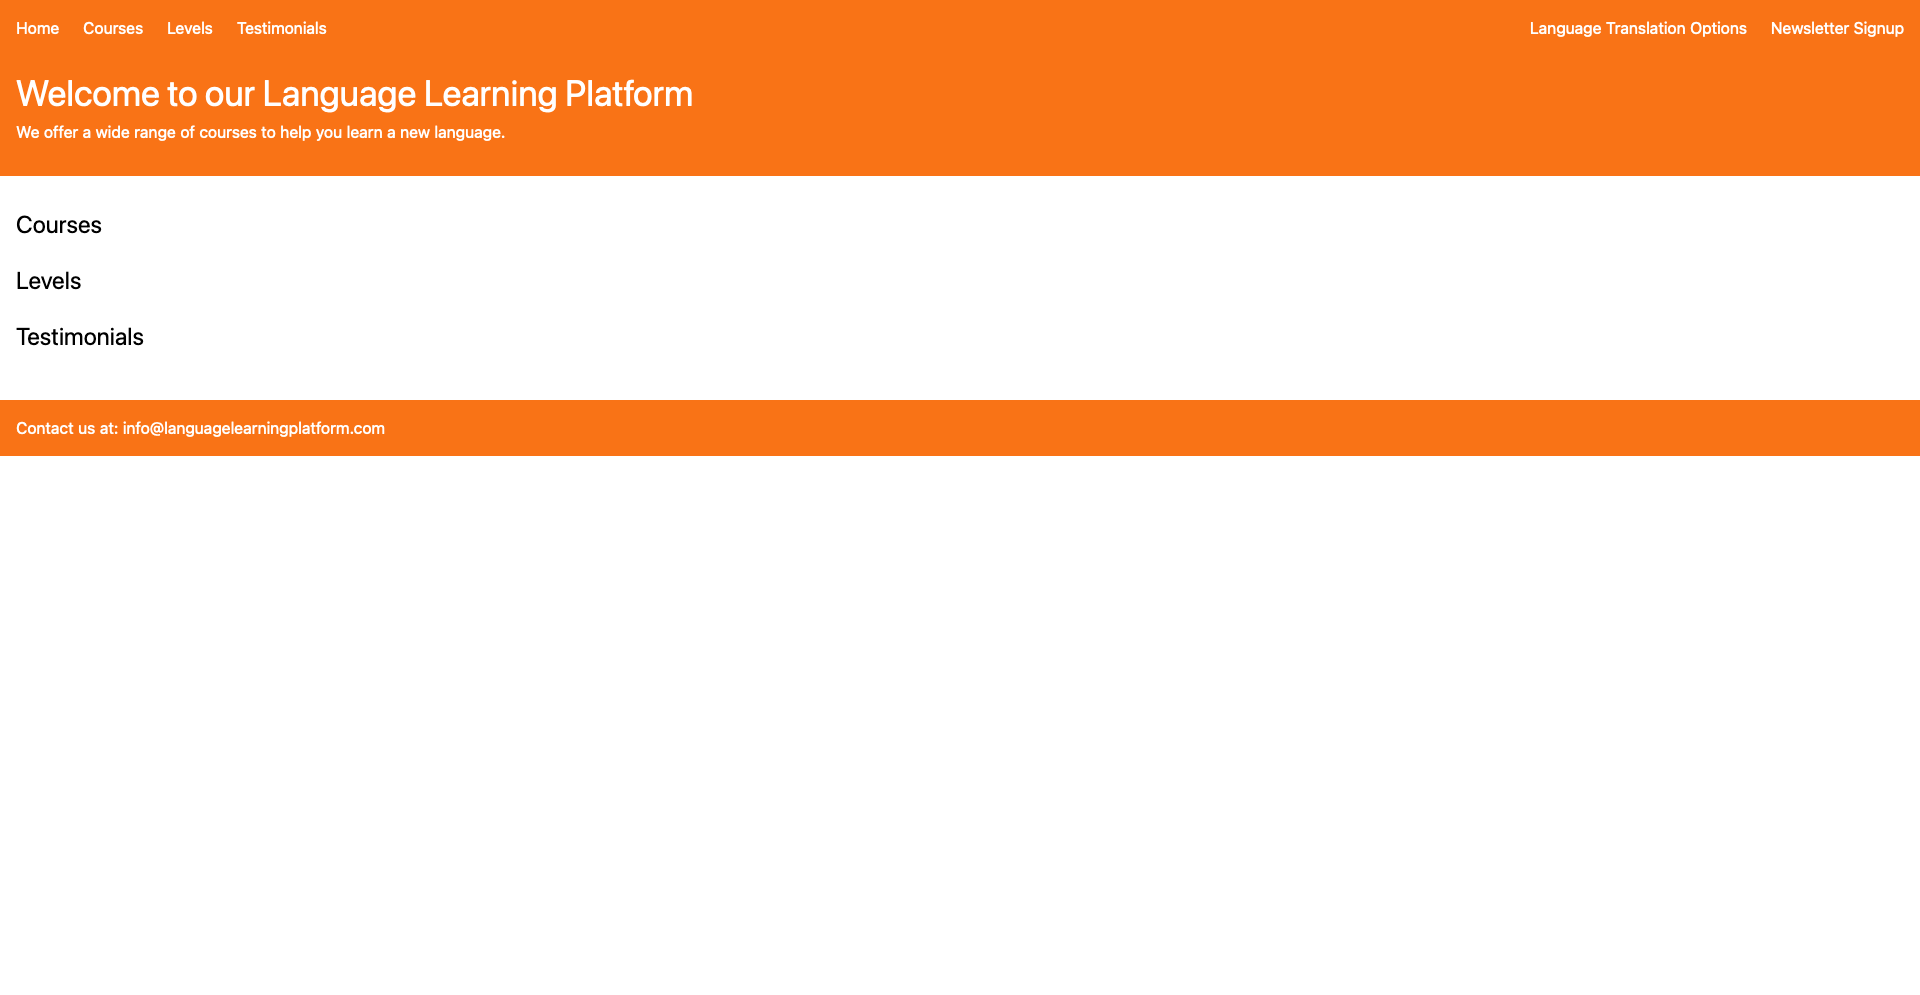 Home Courses Levels Testimonials Language Translation Options Newsletter Signup
Welcome to our Language Learning Platform
We offer a wide range of courses to help you learn a new language.
Courses
Levels
Testimonials
Contact us at: info@languagelearningplatform.com